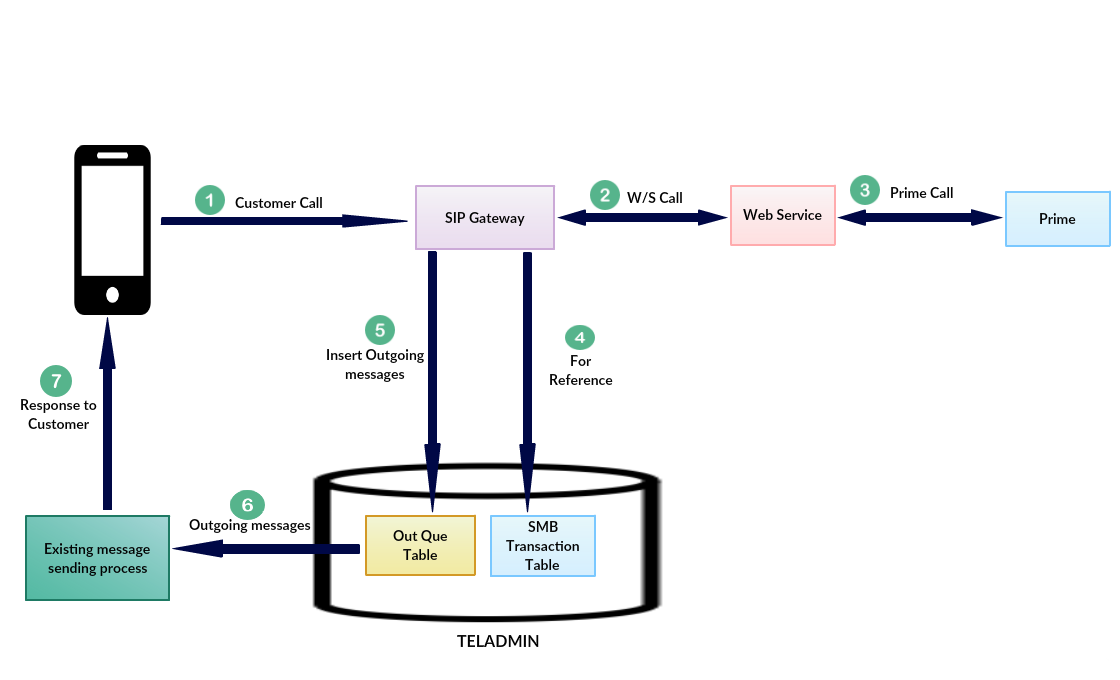 1
Customer Call
SIP Gateway
2
W/S Call
Web Service
3
Prime Call
Prime
5
Insert Outgoing
messages
4
For
Reference
7
Response to
Customer
6
Outgoing messages
Existing message
sending process
Out Que
Table
SMB
Transaction
Table
TELADMIN